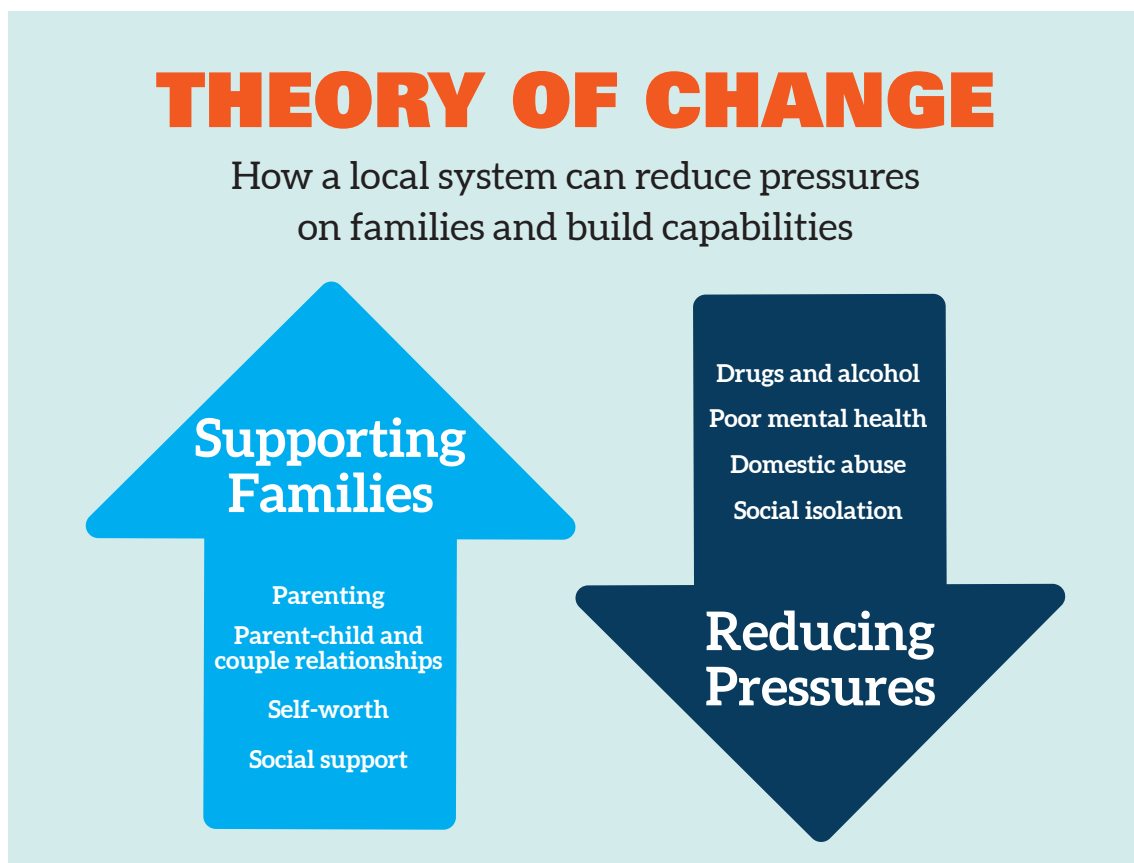 THEORY OF CHANGE
How a local system can reduce pressures
on families and build capabilities
Supporting
Families
Parenting
Parent-child and
couple relationships
Self-worth
Social support
Drugs and alcohol
Poor mental health
Domestic abuse
Social isolation
Reducing
Pressures